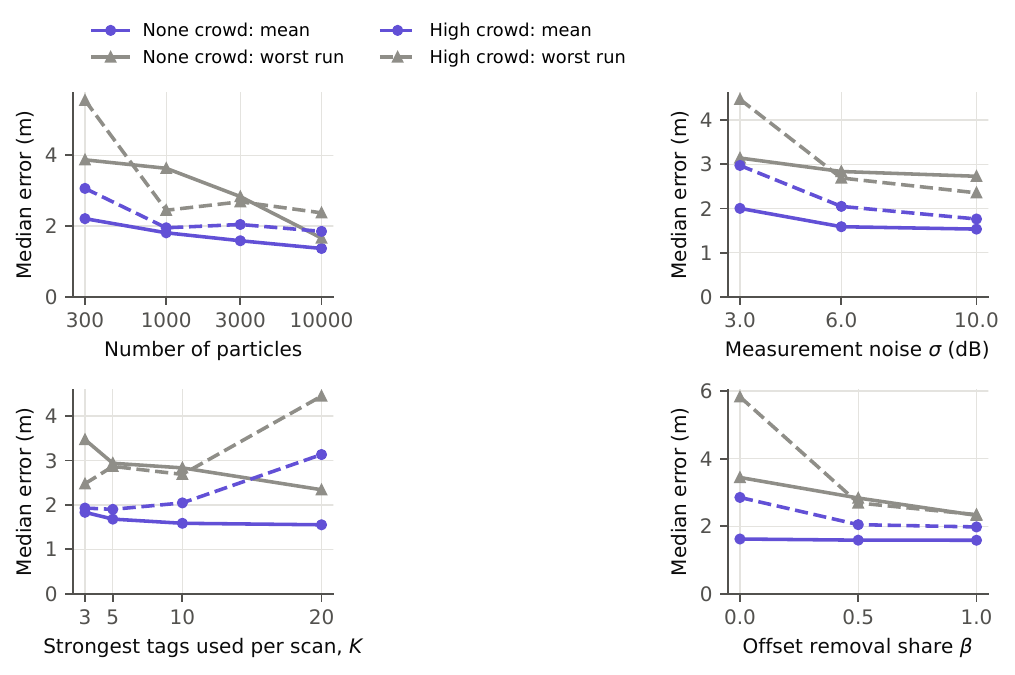 None crowd: mean
None crowd: worst run
High crowd: mean
High crowd: worst run
Median error (m)
0
2
4
300 1000 3000 10000
Number of particles
Median error (m)
0
1
2
3
4
3.0 6.0 10.0
Measurement noise σ (dB)
Median error (m)
0
1
2
3
4
3 5 10 20
Strongest tags used per scan, K
Median error (m)
0
2
4
6
0.0 0.5 1.0
Offset removal share β